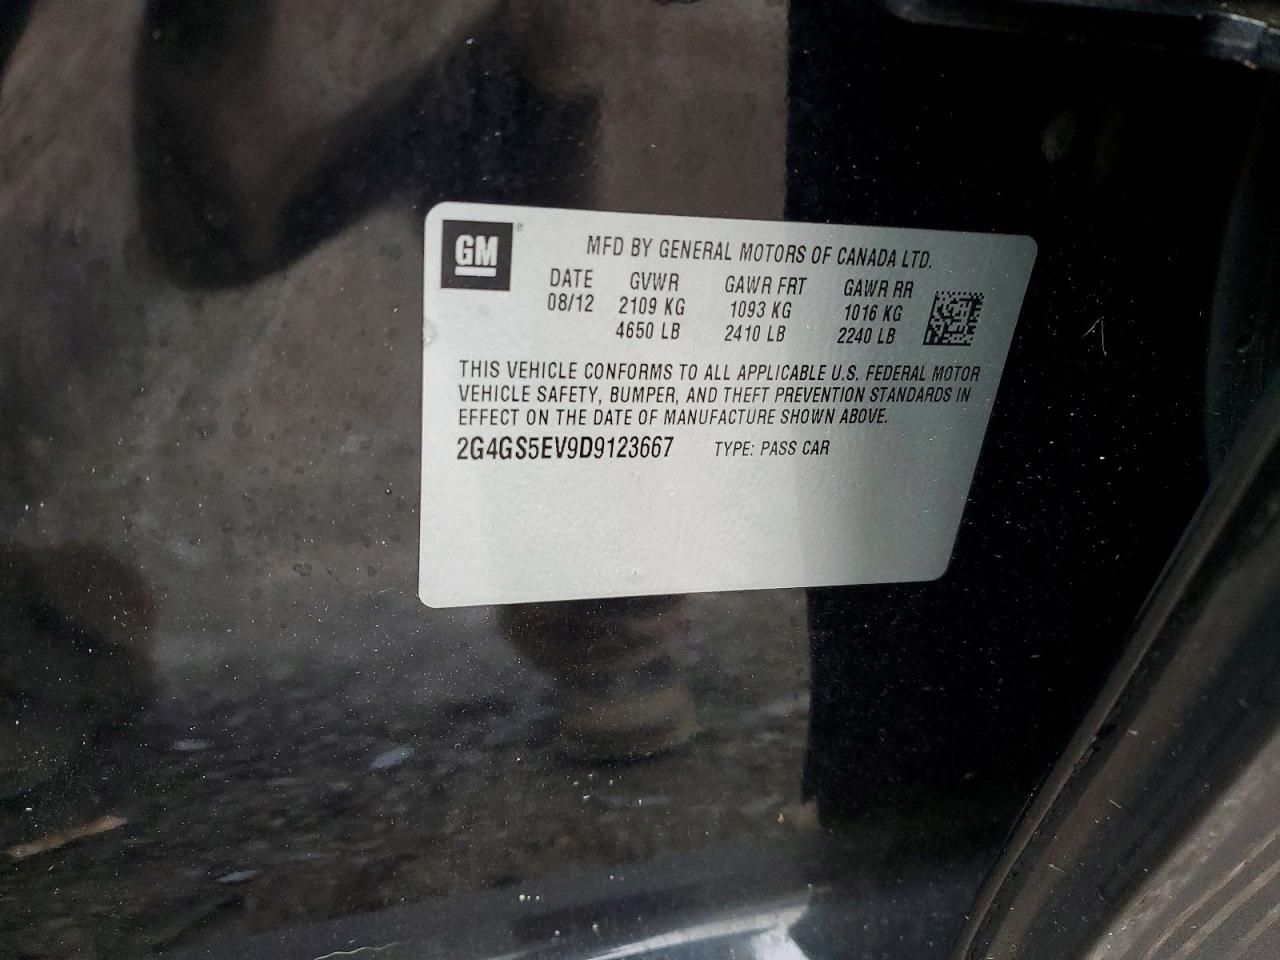 GM
MFD BY GENERAL MOTORS OF CANADA LTD.
DATE GVWR GAWR FRT GAWR RR
08/12 2109 KG 1093 KG 1016 KG
4650 LB 2410 LB 2240 LB
THIS VEHICLE CONFORMS TO ALL APPLICABLE U.S. FEDERAL MOTOR
VEHICLE SAFETY, BUMPER, AND THEFT PREVENTION STANDARDS IN
EFFECT ON THE DATE OF MANUFACTURE SHOWN ABOVE.
2G4GS5EV9D9123667 TYPE: PASS CAR